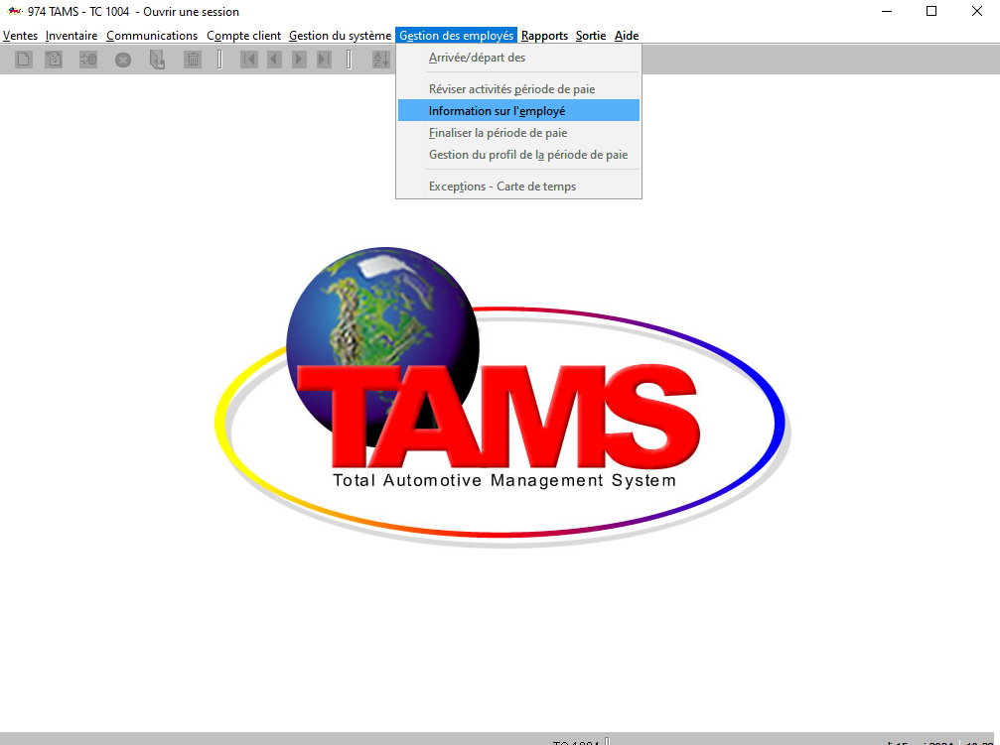 974 TAMS - TC 1004 - Ouvrir une session
Ventes Inventaire Communications Compte client Gestion du système Gestion des employés Rapports Sortie Aide
Arrivée/départ des
Réviser activités période de paie
Information sur l'employé
Finaliser la période de paie
Gestion du profil de la période de paie
Exceptions - Carte de temps
TAMS
Total Automotive Management System
TC 1004